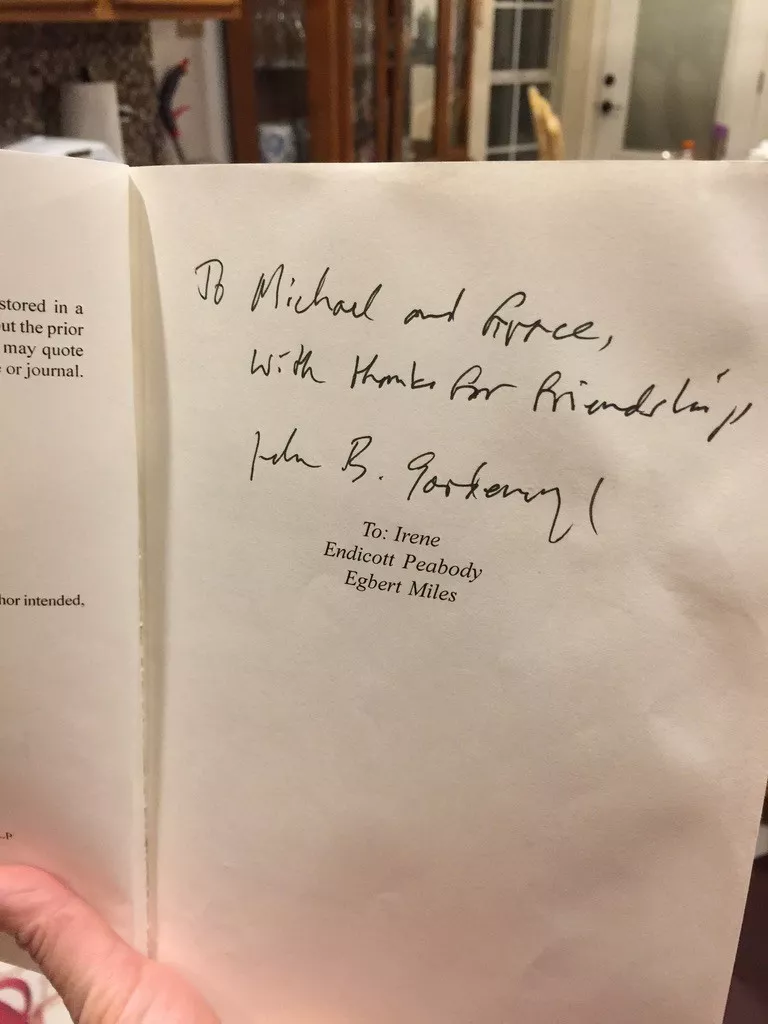 stored in a
ut the prior
may quote
or journal.
hor intended,
To Michael and Grace,
with thanks for friendship,
John B.
To: Irene
Endicott Peabody
Egbert Miles